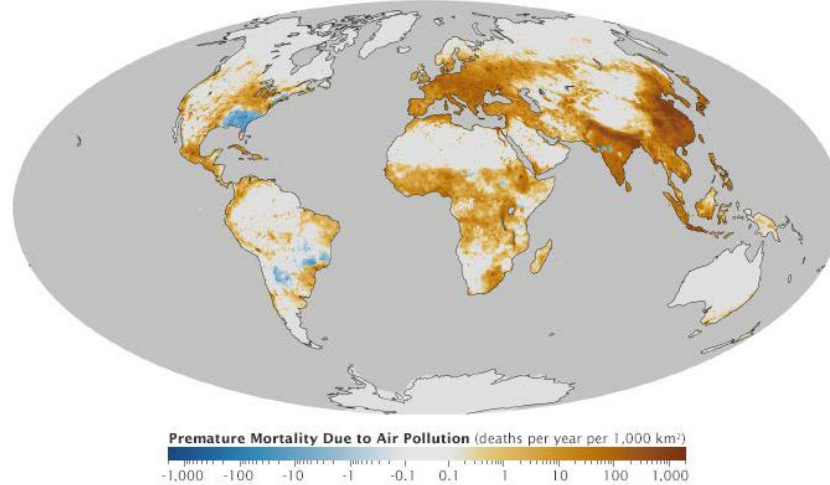 Premature Mortality Due to Air Pollution (deaths per year per 1,000 km²)
-1,000 -100 -10 -1 -0.1 0.1 1 10 100 1,000